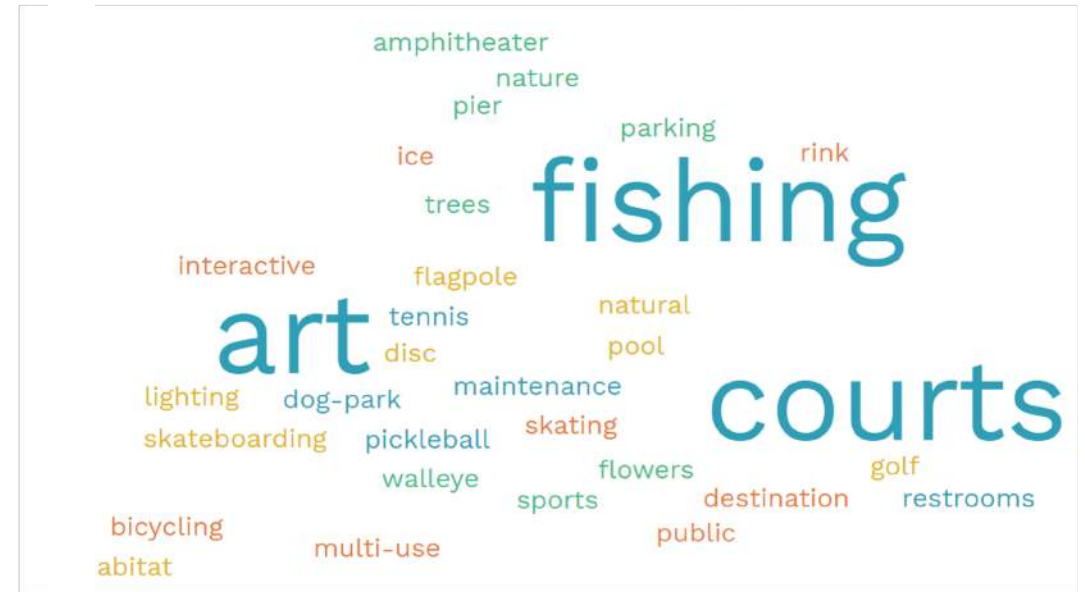 amphitheater
nature
pier
parking
ice
rink
trees
fishing
interactive
flagpole
natural
art
tennis
disc
pool
lighting
dog-park
maintenance
courts
skateboarding
pickleball
skating
walleye
flowers
golf
sports
destination
restrooms
bicycling
multi-use
public
abitat